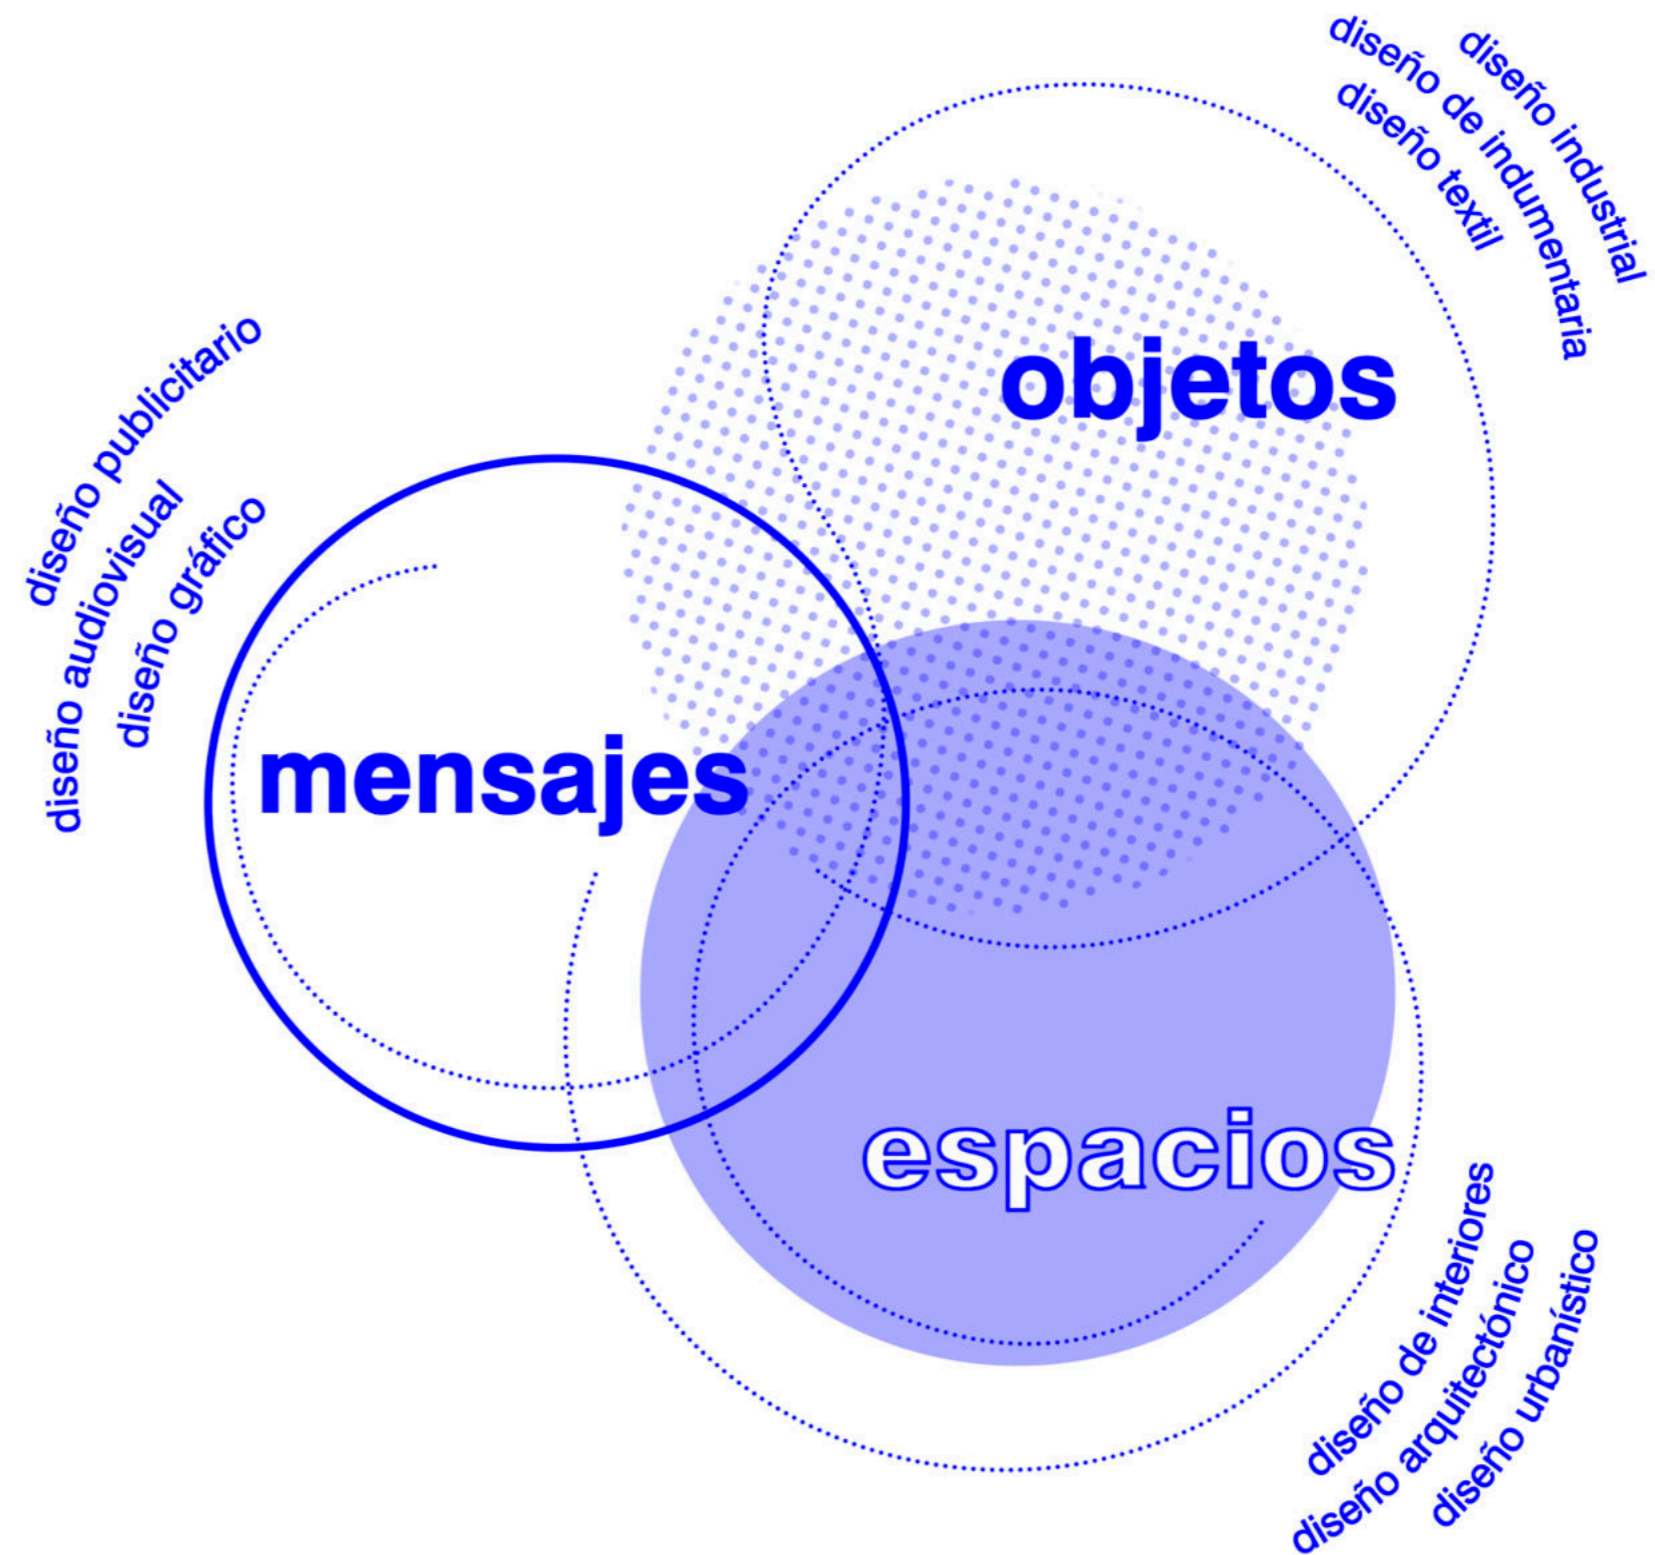 diseño industrial
diseño de indumentaria
diseño textil
objetos
diseño publicitario
diseño audiovisual
diseño gráfico
mensajes
espacios
diseño de interiores
diseño arquitectónico
diseño urbanístico